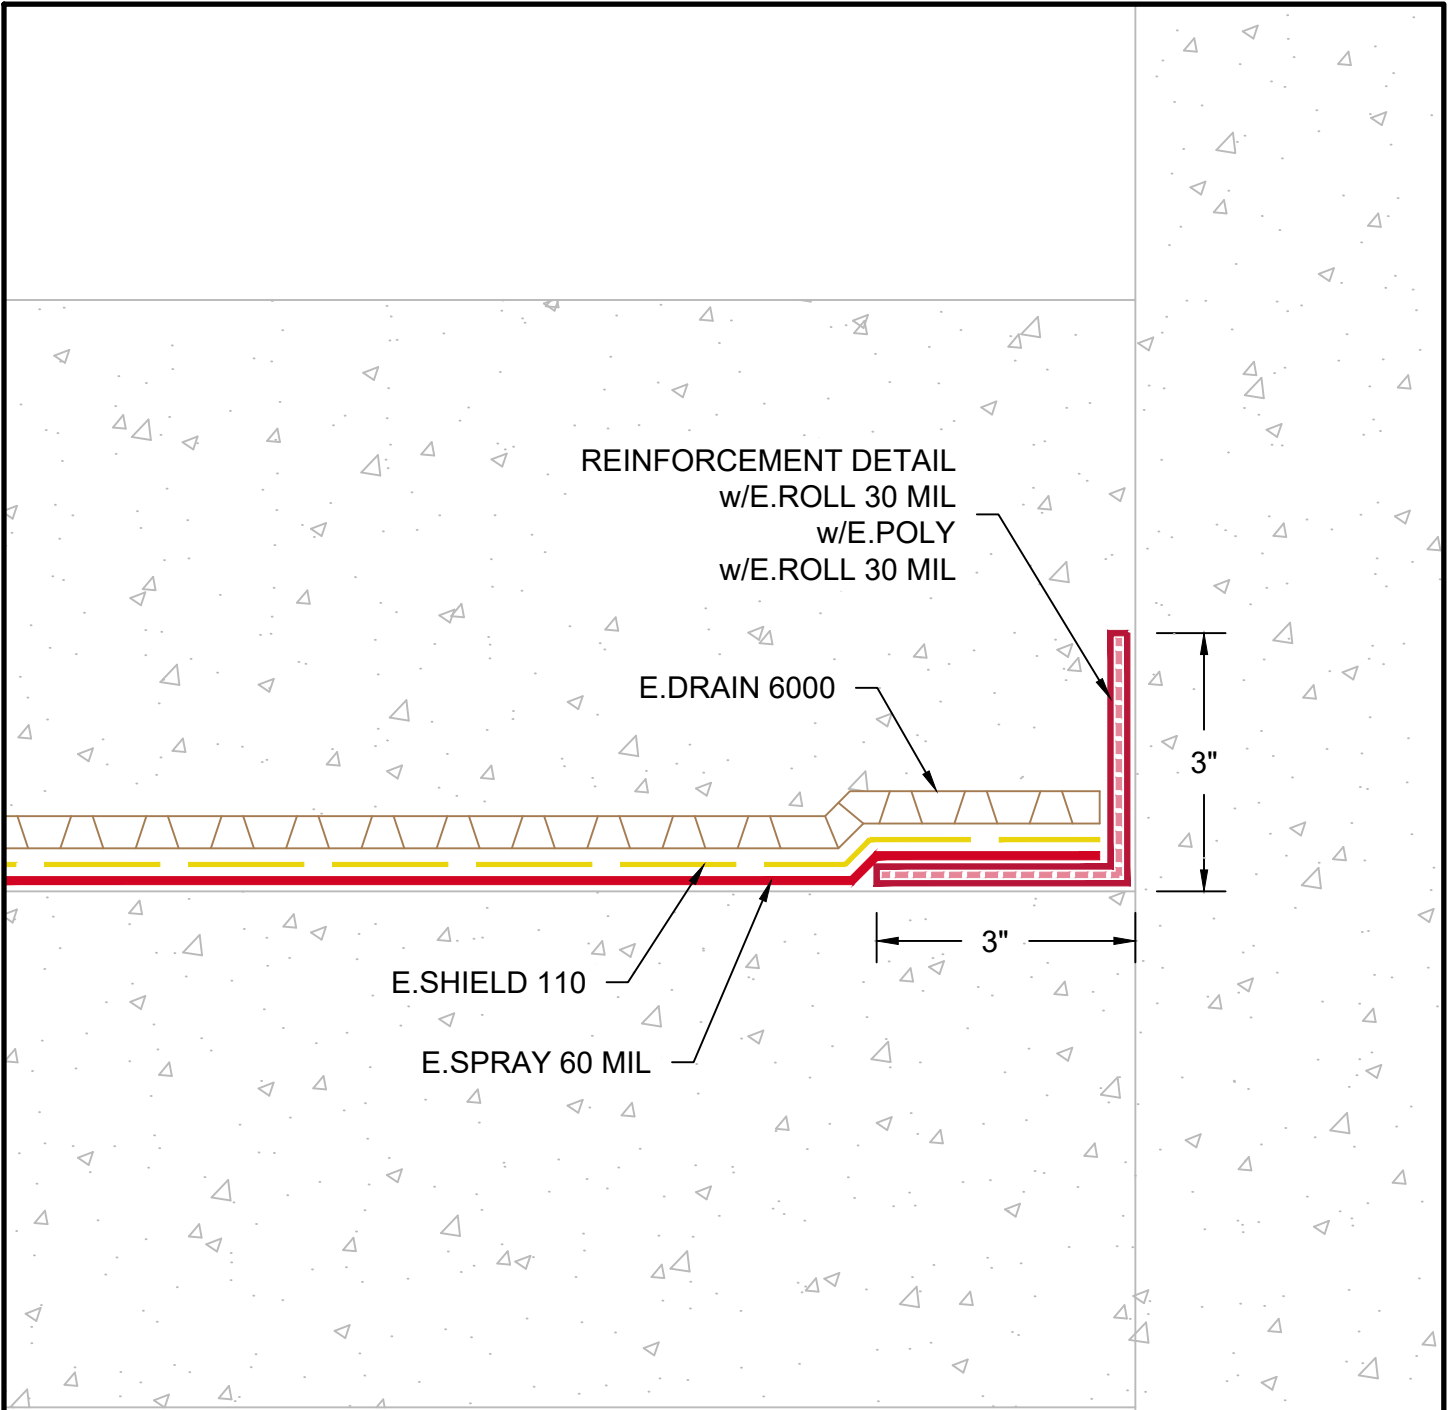 REINFORCEMENT DETAIL
w/E.ROLL 30 MIL
w/E.POLY
w/E.ROLL 30 MIL
E.DRAIN 6000
3"
3"
E.SHIELD 110
E.SPRAY 60 MIL